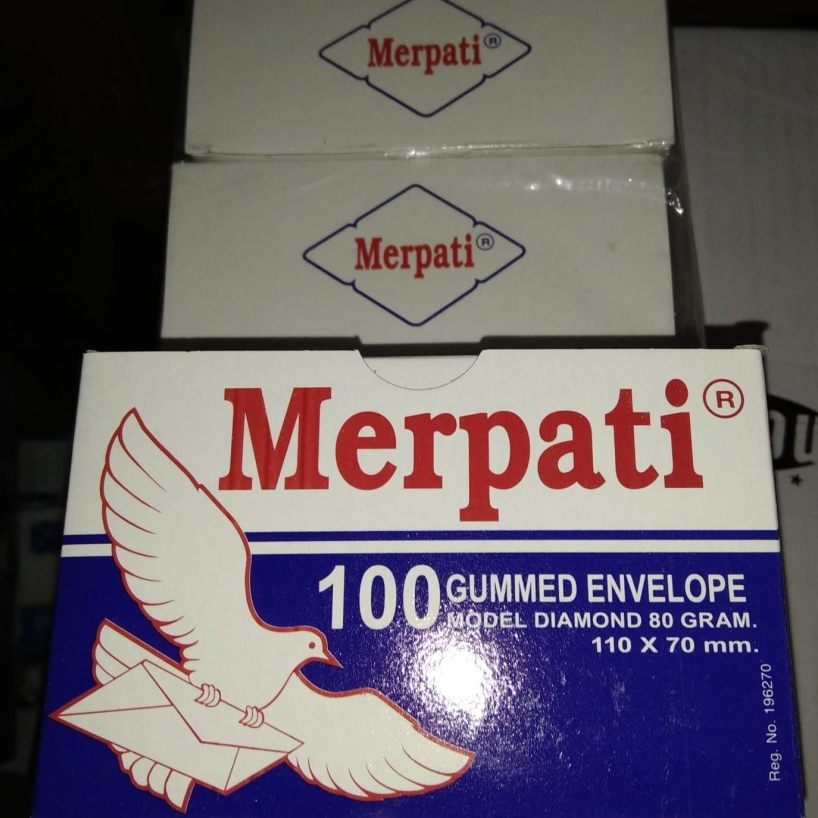 Merpati ®
Merpati ®
Merpati ®
100 GUMMED ENVELOPE
MODEL DIAMOND 80 GRAM.
110 X 70 mm.
Reg. No. 196270